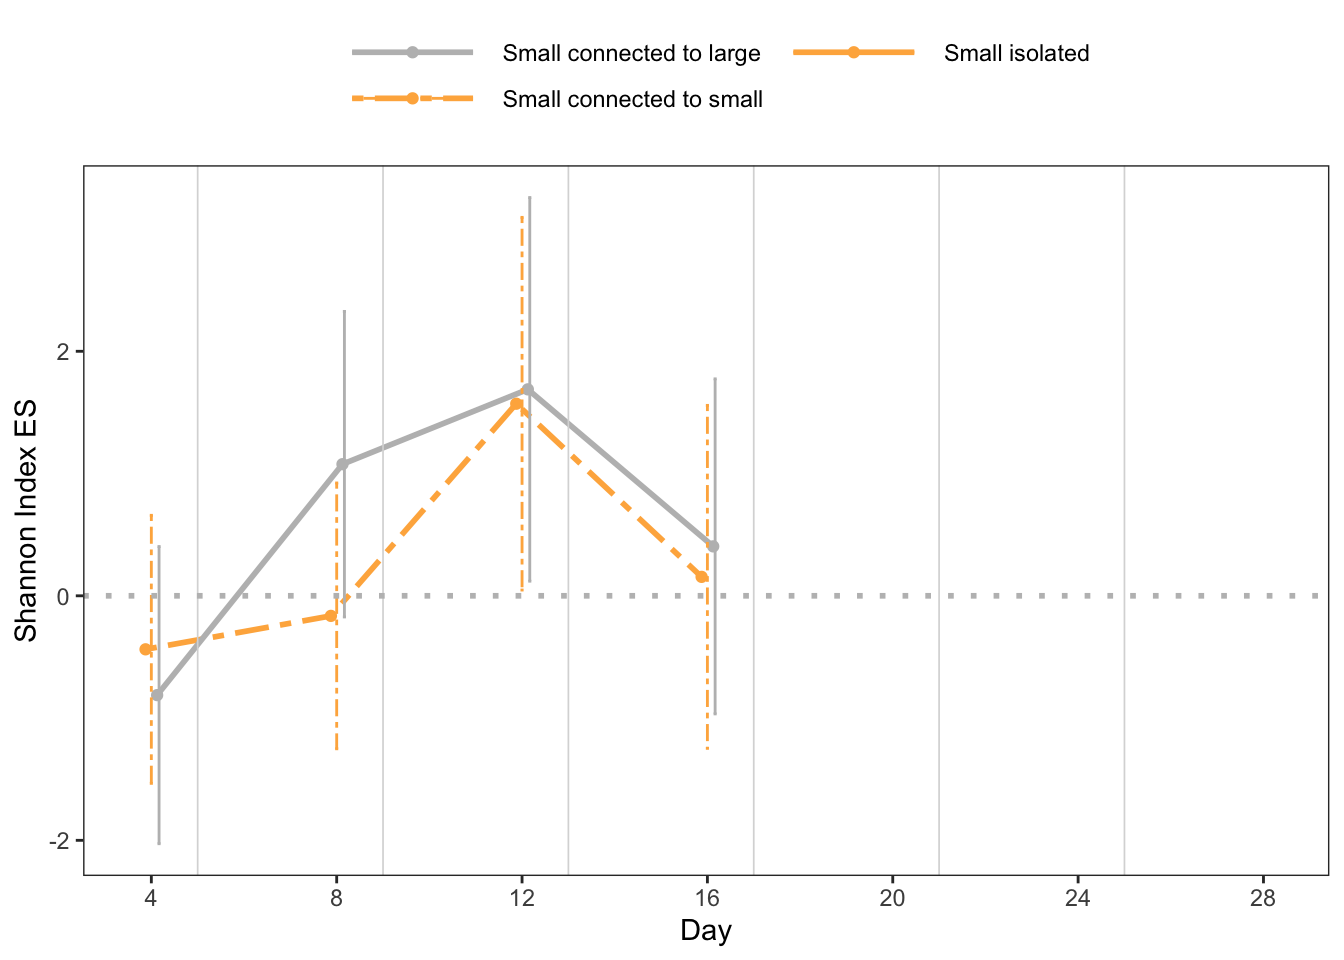 Small connected to large
Small isolated
Small connected to small
Shannon Index ES
2
0
-2
4 8 12 16 20 24 28
Day